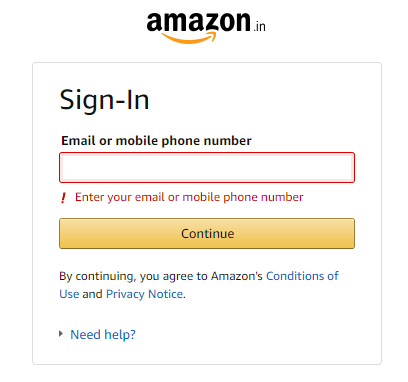 amazon.in
Sign-In
Email or mobile phone number
! Enter your email or mobile phone number
Continue
By continuing, you agree to Amazon's Conditions of
Use and Privacy Notice.
Need help?